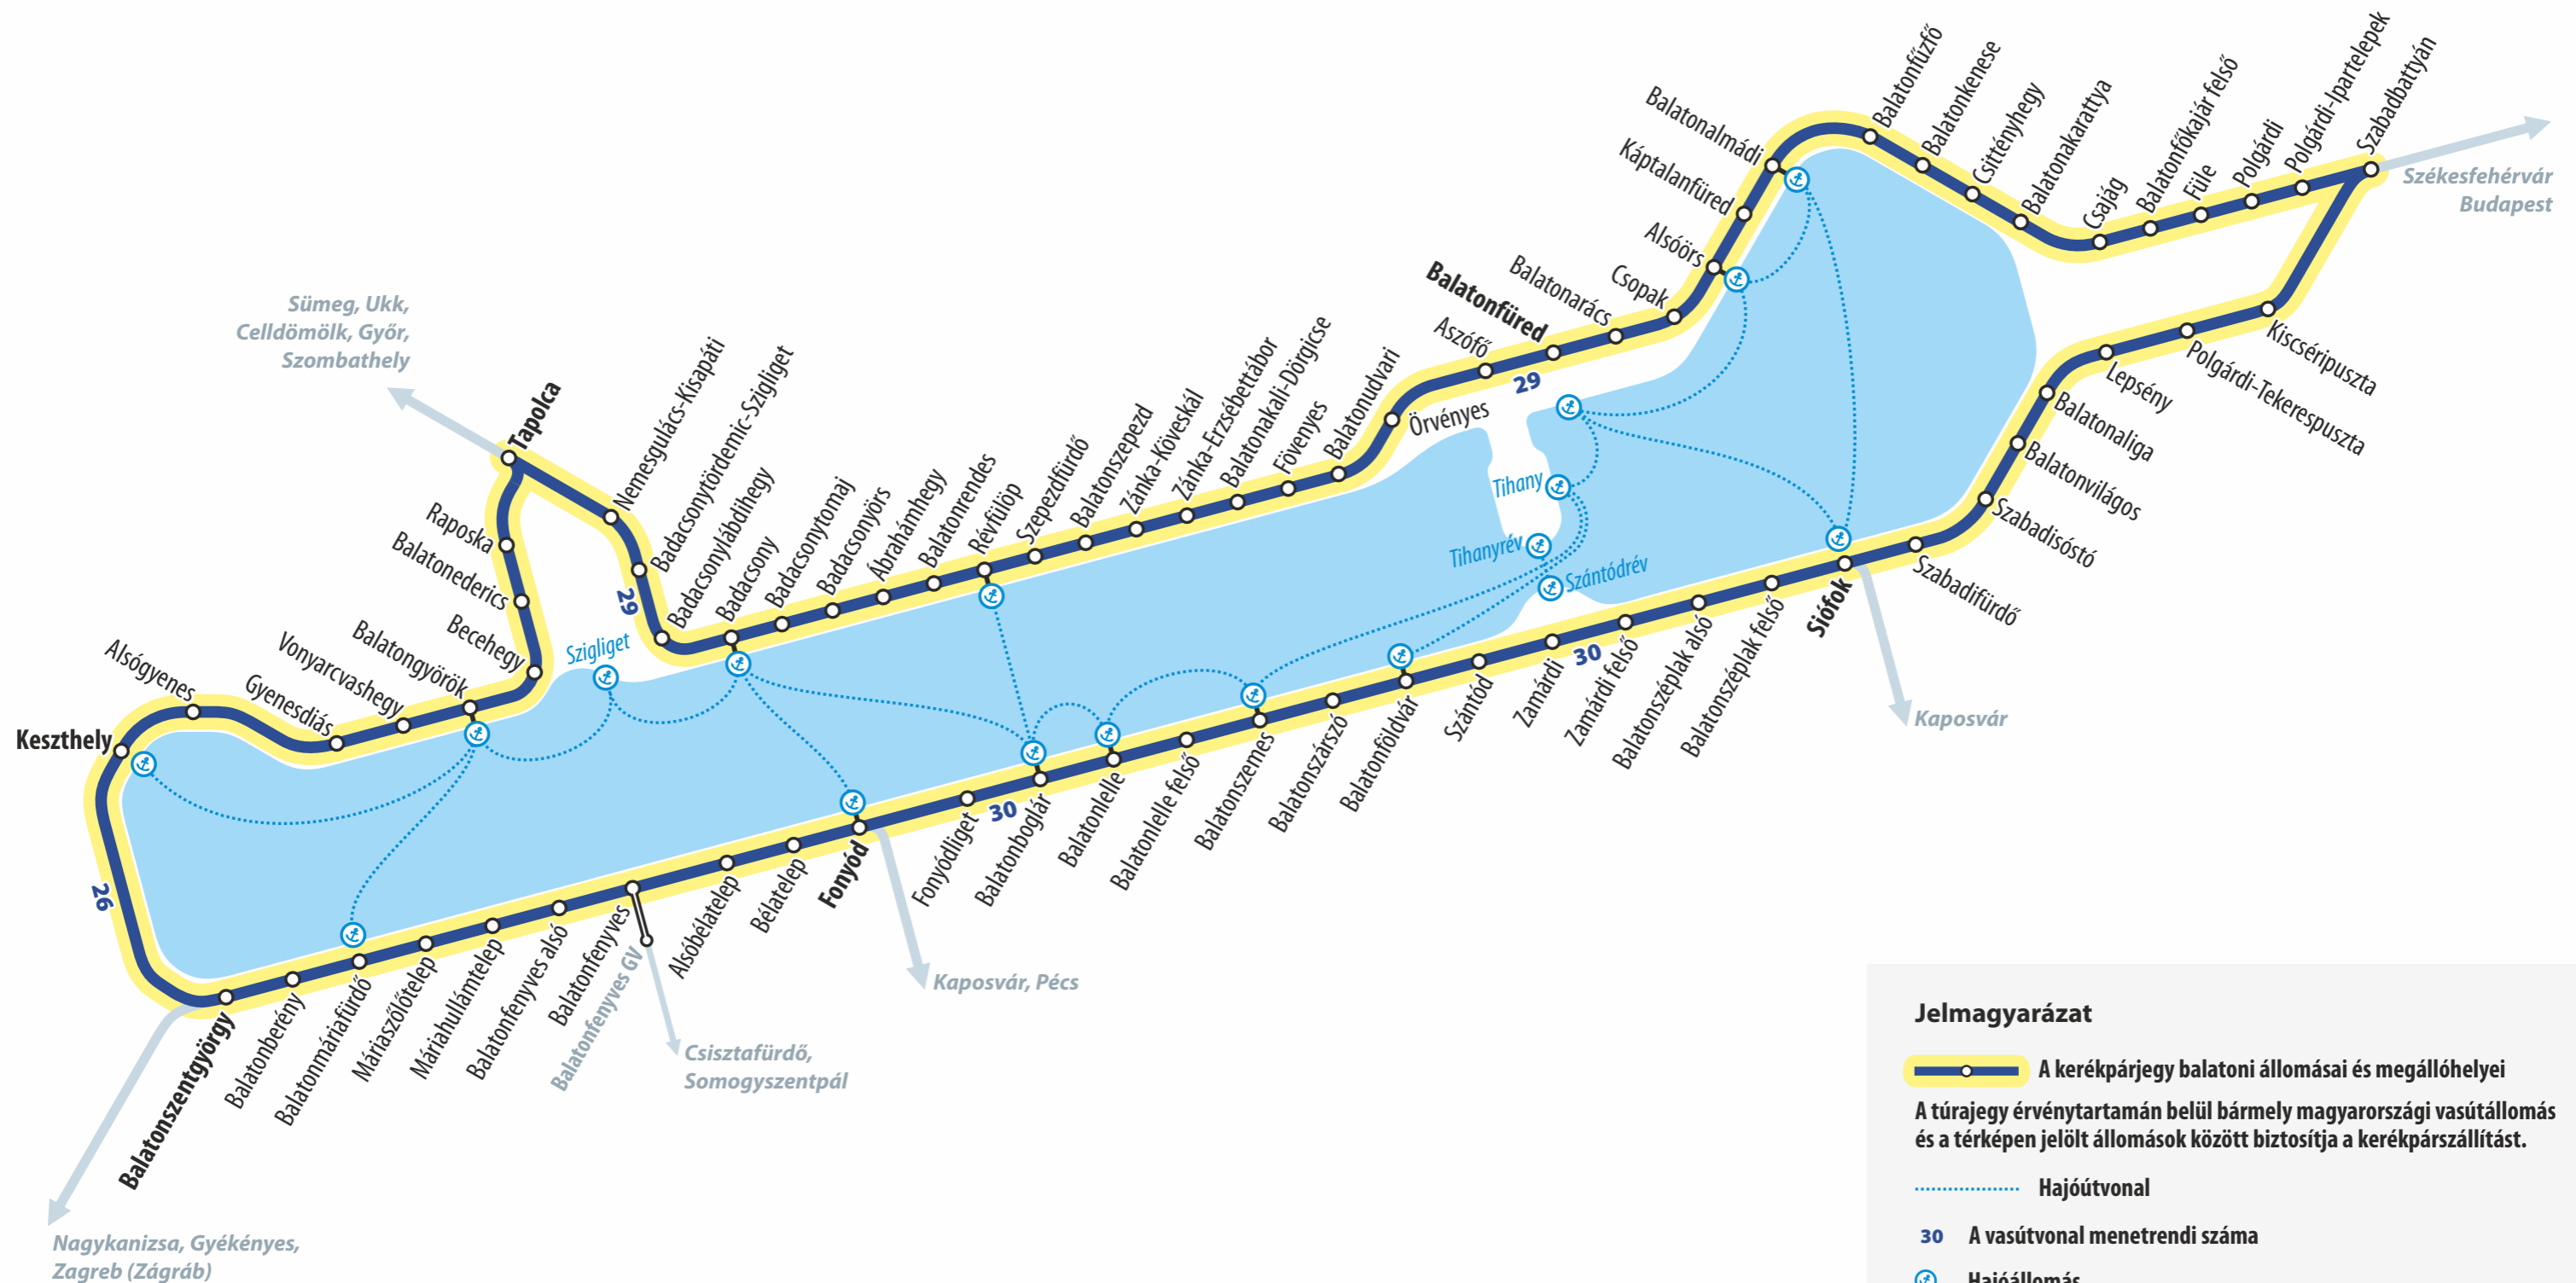 Balatonfűzfő
Balatonkenese
Csittényhegy
Balatonakarattya
Csajág
Balatonfőkajár felső
Füle
Polgárdi
Polgárdi-Ipartelepek
Szabadbattyán
Székesfehérvár
Budapest
Balatonalmádi
Káptalanfüred
Alsóörs
Csopak
Balatonarács
Balatonfüred
Aszófő
29
Örvényes
Balatonudvari
Fövenyes
Balatonakali-Dörgicse
Zánka-Erzsébettábor
Zánka-Köveskál
Balatonszepezd
Szepezdfürdő
Révfülöp
Balatonrendes
Ábrahámhegy
Badacsonyörs
Badacsonytomaj
Badacsony
Badacsonylábdihegy
Badacsonytördemic-Szigliget
Nemesgulács-Kisapáti
29
Tapolca
Sümeg, Ukk,
Celldömölk, Győr,
Szombathely
Raposka
Balatonederics
Becehegy
Balatongyörök
Vonyarcvashegy
Gyenesdiás
Alsógyenes
Keszthely
26
Szigliget
Tihany
Tihanyrév
Szántódrév
Kiscséripuszta
Polgárdi-Tekerespuszta
Lepsény
Balatonaliga
Balatonvilágos
Szabadisóstó
Szabadifürdő
Siófok
Kaposvár
Balatonszéplak felső
Balatonszéplak alsó
Zamárdi felső
30
Zamárdi
Szántód
Balatonföldvár
Balatonszárszó
Balatonszemes
Balatonlelle felső
Balatonlelle
Balatonboglár
30
Fonyódliget
Fonyód
Kaposvár, Pécs
Bélatelep
Alsóbélatelep
Balatonfenyves GV
Csisztafürdő,
Somogyszentpál
Balatonfenyves
Balatonfenyves alsó
Máriahullámtelep
Máriaszőlőtelep
Balatonmáriafürdő
Balatonberény
Balatonszentgyörgy
Nagykanizsa, Gyékényes,
Zagreb (Zágráb)
Jelmagyarázat
A kerékpárjegy balatoni állomásai és megállóhelyei
A túrajegy érvénytartamán belül bármely magyarországi vasútállomás
és a térképen jelölt állomások között biztosítja a kerékpárszállítást.
Hajóútvonal
30 A vasútvonal menetrendi száma
Hajóállomás